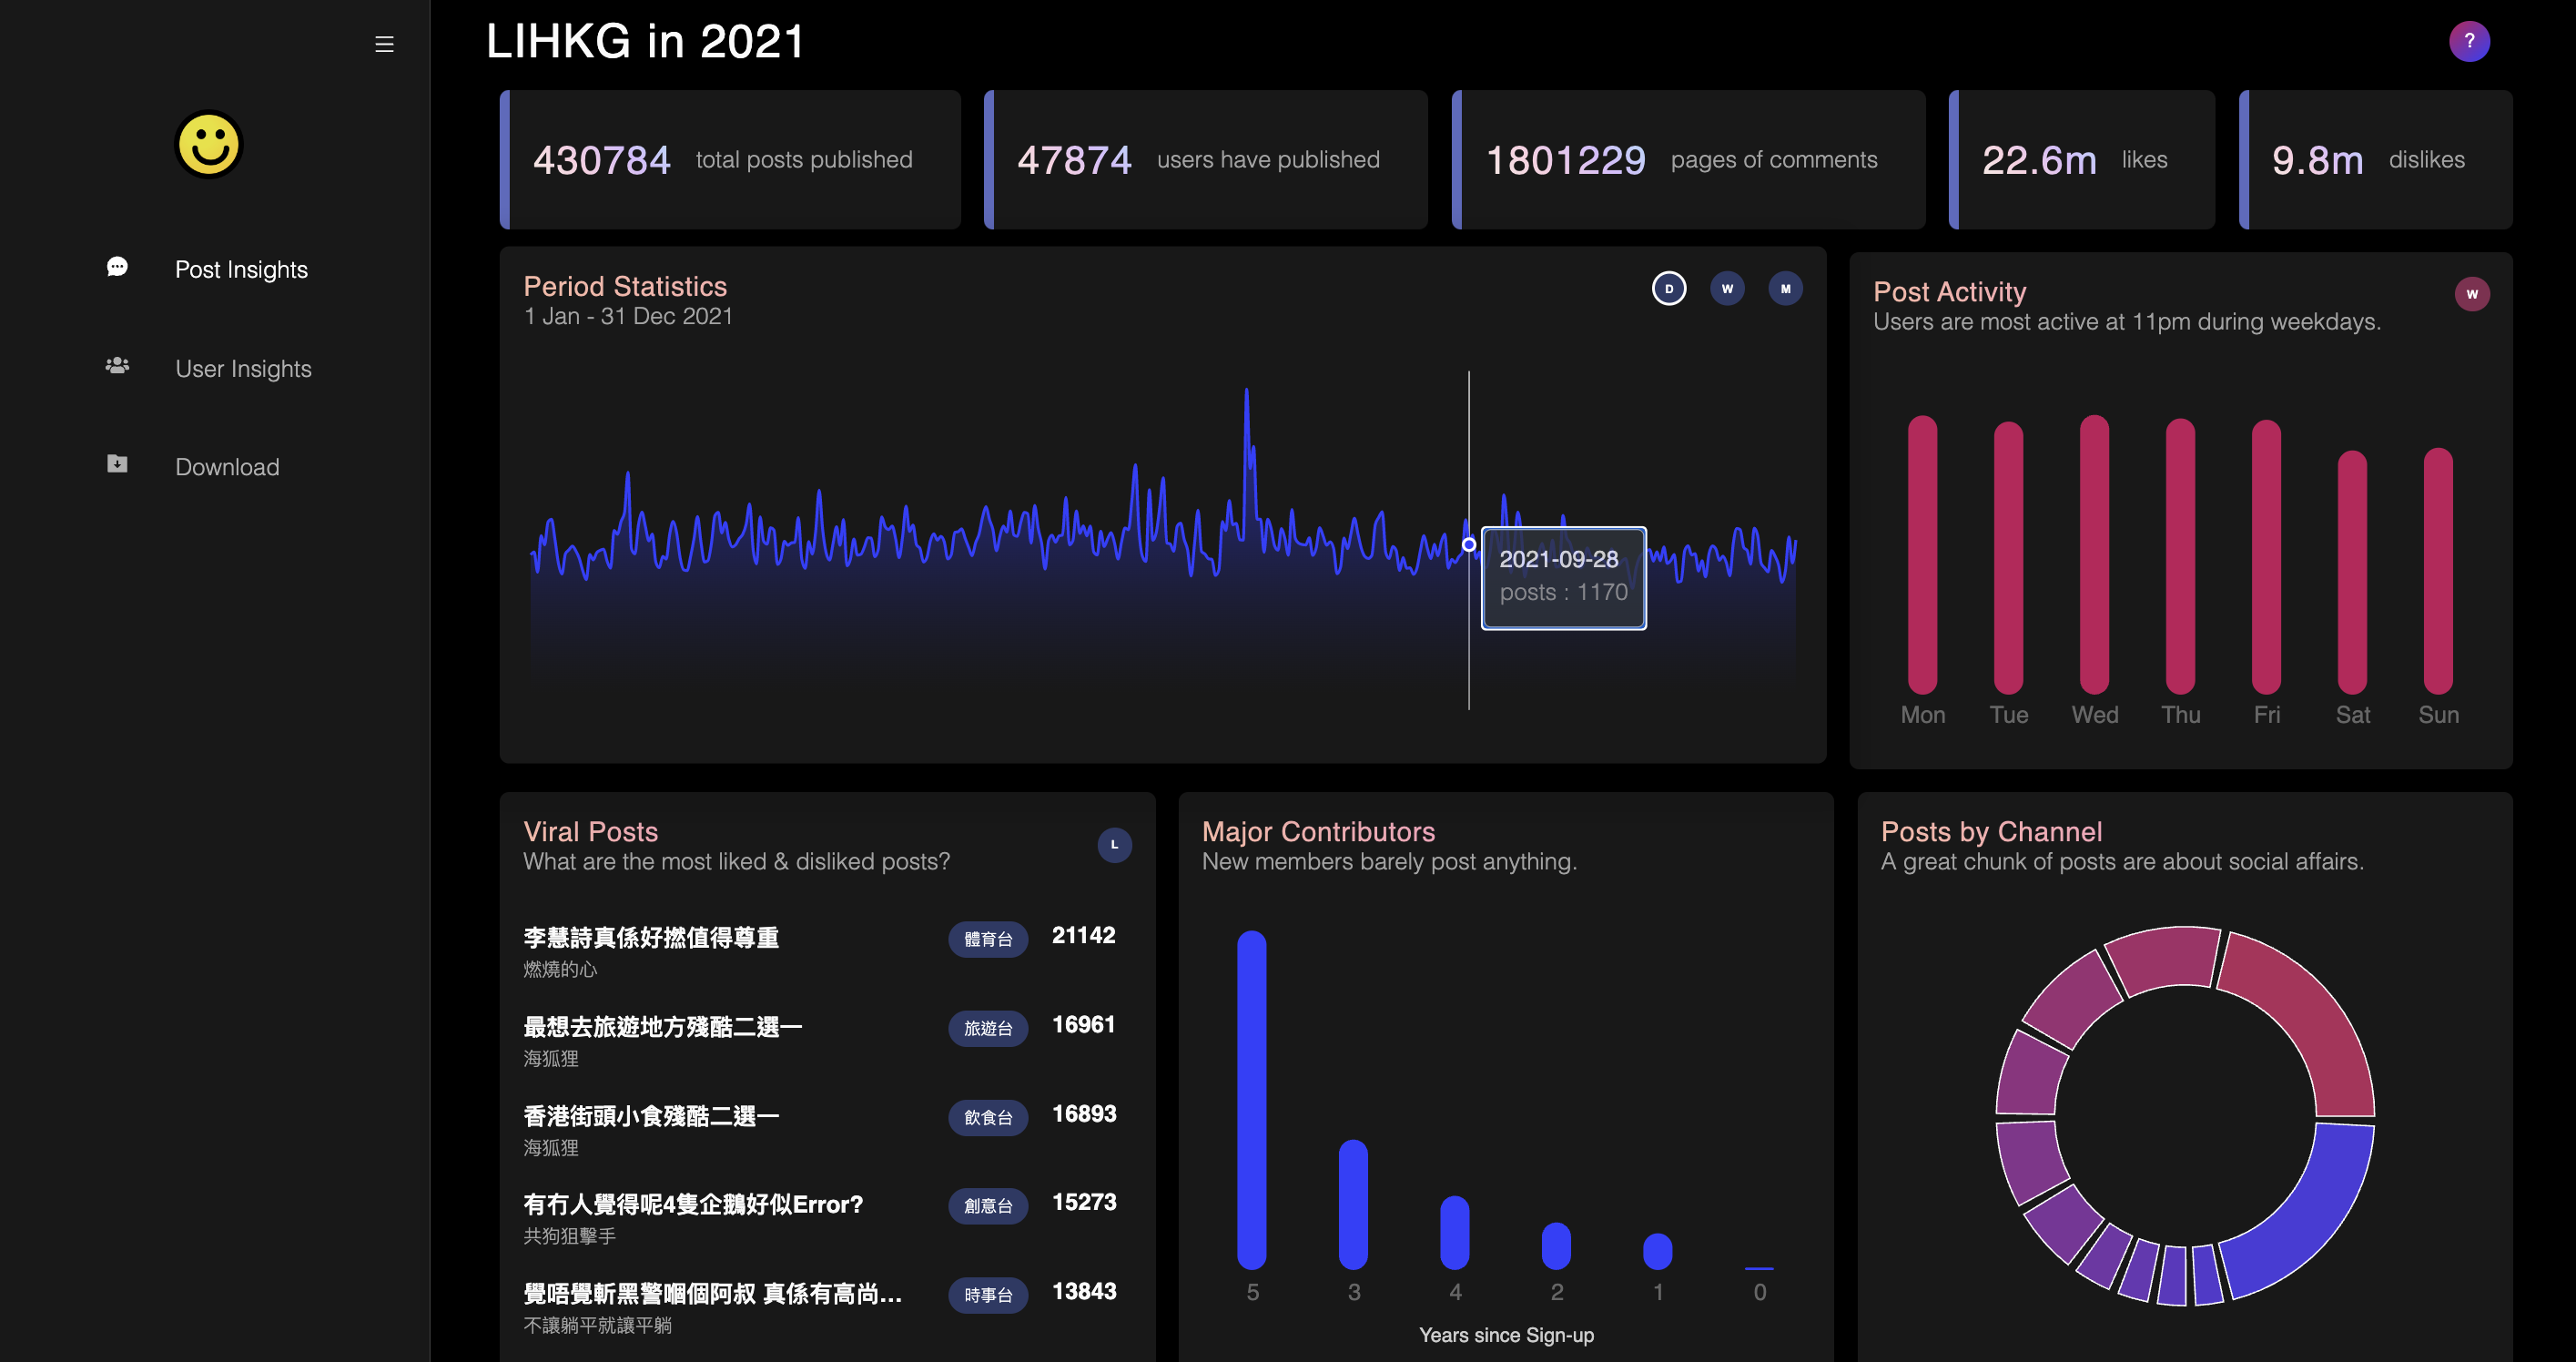 LIHKG in 2021
?
Post Insights
User Insights
Download
430784 total posts published
47874 users have published
1801229 pages of comments
22.6m likes
9.8m dislikes
Period Statistics
1 Jan - 31 Dec 2021
D W M
2021-09-28
posts : 1170
Post Activity
Users are most active at 11pm during weekdays.
W
Mon Tue Wed Thu Fri Sat Sun
Viral Posts
What are the most liked & disliked posts?
L
李慧詩真係好撚值得尊重 體育台 21142
燃燒的心
最想去旅遊地方殘酷二選一 旅遊台 16961
海狐狸
香港街頭小食殘酷二選一 飲食台 16893
海狐狸
有冇人覺得呢4隻企鵝好似Error? 創意台 15273
共狗狙擊手
覺唔覺斬黑警嗰個阿叔 真係有高尚... 時事台 13843
不讓躺平就讓平躺
Major Contributors
New members barely post anything.
5 3 4 2 1 0
Years since Sign-up
Posts by Channel
A great chunk of posts are about social affairs.